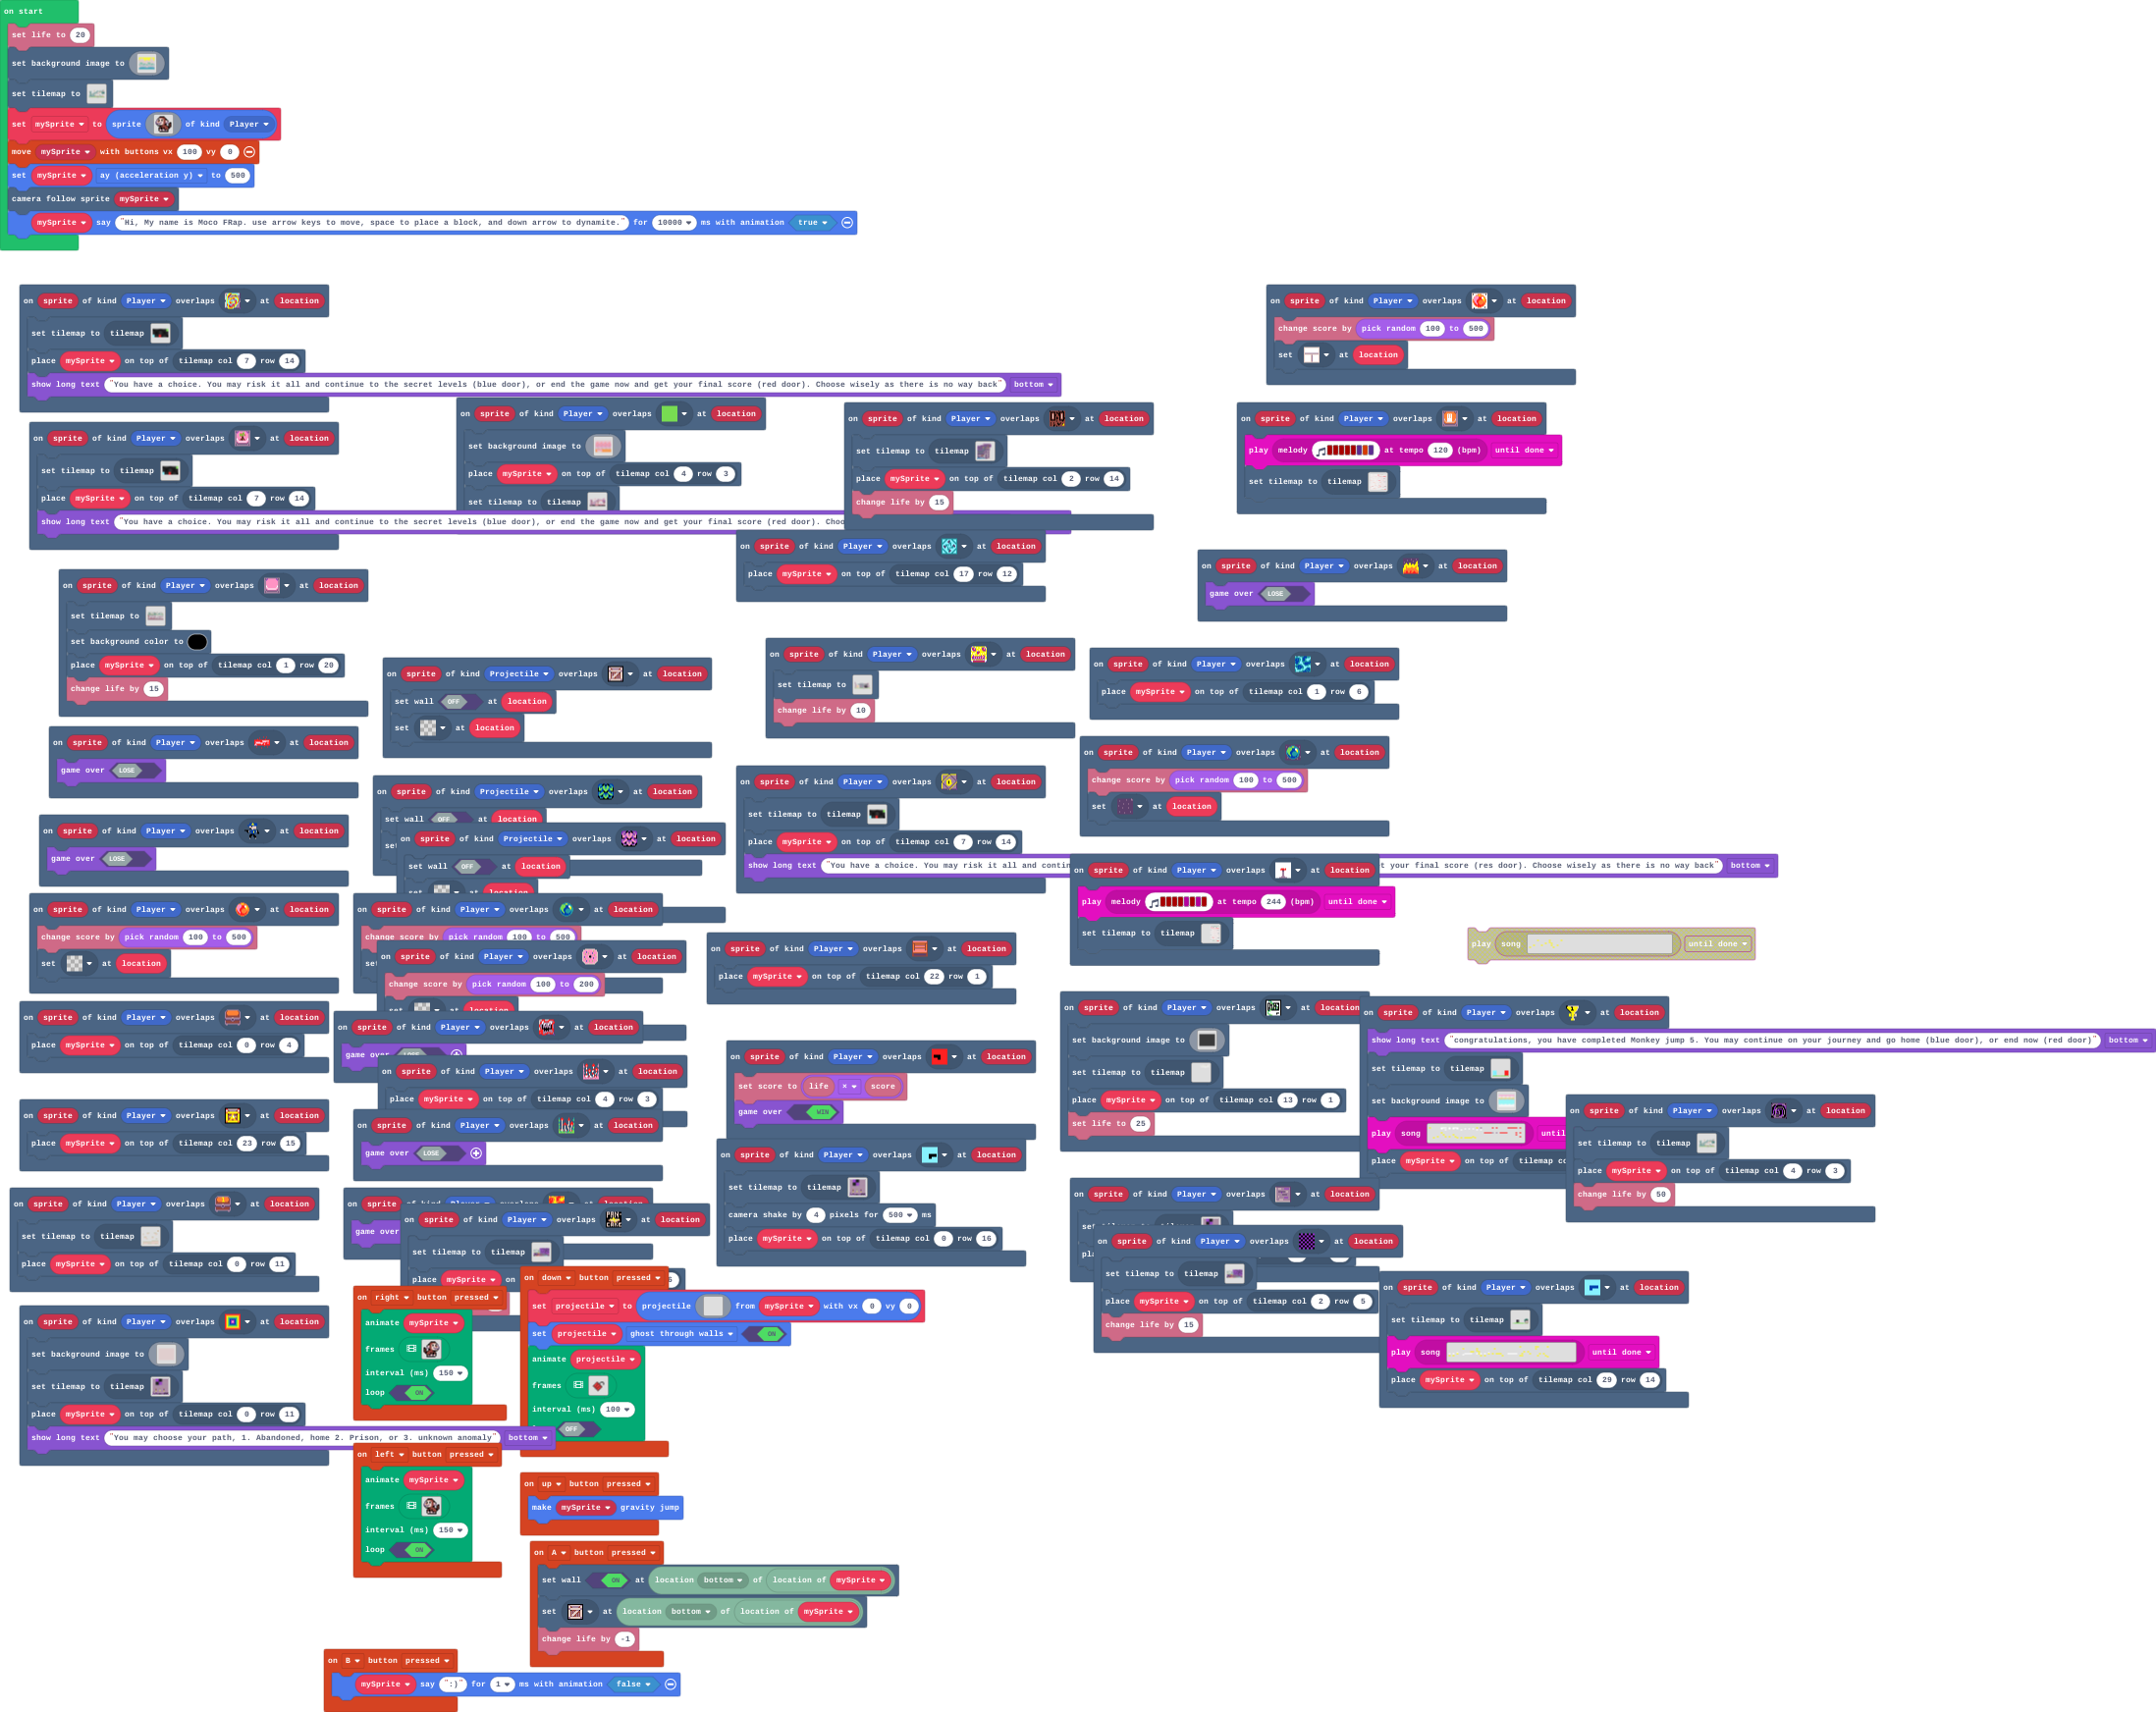 on start
set life to 20
set background image to
set tilemap to
set mySprite to sprite of kind Player
move mySprite with buttons vx 100 vy 0
set mySprite ay (acceleration y) to 500
camera follow sprite mySprite
mySprite say "Hi, My name is Moco FRap. use arrow keys to move, space to place a block, and down arrow to dynamite." for 10000 ms with animation true
on sprite of kind Player overlaps at location
set tilemap to tilemap
place mySprite on top of tilemap col 7 row 14
show long text "You have a choice. You may risk it all and continue to the secret levels (blue door), or end the game now and get your final score (red door). Choose wisely as there is no way back" bottom
on sprite of kind Player overlaps at location
change score by pick random 100 to 500
set at location
on sprite of kind Player overlaps at location
set tilemap to tilemap
place mySprite on top of tilemap col 7 row 14
show long text "You have a choice. You may risk it all and continue to the secret levels (blue door), or end the game now and get your final score (red door). Choo
on sprite of kind Player overlaps at location
set background image to
place mySprite on top of tilemap col 4 row 3
set tilemap to tilemap
on sprite of kind Player overlaps at location
set tilemap to tilemap
place mySprite on top of tilemap col 2 row 14
change life by 15
on sprite of kind Player overlaps at location
play melody at tempo 120 (bpm) until done
set tilemap to tilemap
on sprite of kind Player overlaps at location
place mySprite on top of tilemap col 17 row 12
on sprite of kind Player overlaps at location
game over LOSE
on sprite of kind Player overlaps at location
set tilemap to
set background color to
place mySprite on top of tilemap col 1 row 20
change life by 15
on sprite of kind Projectile overlaps at location
set wall OFF at location
set at location
on sprite of kind Player overlaps at location
set tilemap to
change life by 10
on sprite of kind Player overlaps at location
place mySprite on top of tilemap col 1 row 6
on sprite of kind Player overlaps at location
game over LOSE
on sprite of kind Projectile overlaps at location
set wall OFF at location
set
on sprite of kind Projectile overlaps at location
set wall OFF at location
set at location
on sprite of kind Player overlaps at location
set tilemap to tilemap
place mySprite on top of tilemap col 7 row 14
show long text "You have a choice. You may risk it all and contin
t your final score (res door). Choose wisely as there is no way back" bottom
on sprite of kind Player overlaps at location
change score by pick random 100 to 500
set at location
on sprite of kind Player overlaps at location
game over LOSE
on sprite of kind Player overlaps at location
play melody at tempo 244 (bpm) until done
set tilemap to tilemap
play song until done
on sprite of kind Player overlaps at location
change score by pick random 100 to 500
set at location
on sprite of kind Player overlaps at location
change score by pick random 100 to 500
set
on sprite of kind Player overlaps at location
change score by pick random 100 to 200
set at location
on sprite of kind Player overlaps at location
place mySprite on top of tilemap col 22 row 1
on sprite of kind Player overlaps at location
place mySprite on top of tilemap col 0 row 4
on sprite of kind Player overlaps at location
game over LOSE
on sprite of kind Player overlaps at location
place mySprite on top of tilemap col 4 row 3
on sprite of kind Player overlaps at location
game over LOSE
on sprite of kind Player overlaps at location
set score to life × score
game over WIN
on sprite of kind Player overlaps at location
set background image to
set tilemap to tilemap
place mySprite on top of tilemap col 13 row 1
set life to 25
on sprite of kind Player overlaps at location
show long text "congratulations, you have completed Monkey jump 5. You may continue on your journey and go home (blue door), or end now (red door)" bottom
set tilemap to tilemap
set background image to
play song until
place mySprite on top of tilemap co
on sprite of kind Player overlaps at location
set tilemap to tilemap
place mySprite on top of tilemap col 4 row 3
change life by 50
on sprite of kind Player overlaps at location
place mySprite on top of tilemap col 23 row 15
on sprite of kind Player overlaps at location
set tilemap to tilemap
place mySprite on top of tilemap col 0 row 11
on sprite of kind Player overlaps at location
game over
on sprite of kind Player overlaps PANCAKE at location
set tilemap to tilemap
place mySprite on
on sprite of kind Player overlaps at location
set tilemap to tilemap
camera shake by 4 pixels for 500 ms
place mySprite on top of tilemap col 0 row 16
on sprite of kind Player overlaps at location
set tilemap to tilemap
on sprite of kind Player overlaps at location
set tilemap to tilemap
place mySprite on top of tilemap col 2 row 5
change life by 15
on sprite of kind Player overlaps at location
set tilemap to tilemap
play song until done
place mySprite on top of tilemap col 29 row 14
on sprite of kind Player overlaps at location
set background image to
set tilemap to tilemap
place mySprite on top of tilemap col 0 row 11
show long text "You may choose your path, 1. Abandoned, home 2. Prison, or 3. unknown anomaly" bottom
on right button pressed
animate mySprite
frames
interval (ms) 150
loop ON
on down button pressed
set projectile to projectile from mySprite with vx 0 vy 0
set projectile ghost through walls ON
animate projectile
frames
interval (ms) 100
OFF
on left button pressed
animate mySprite
frames
interval (ms) 150
loop ON
on up button pressed
make mySprite gravity jump
on A button pressed
set wall ON at location bottom of location of mySprite
set at location bottom of location of mySprite
change life by -1
on B button pressed
mySprite say ":)" for 1 ms with animation false